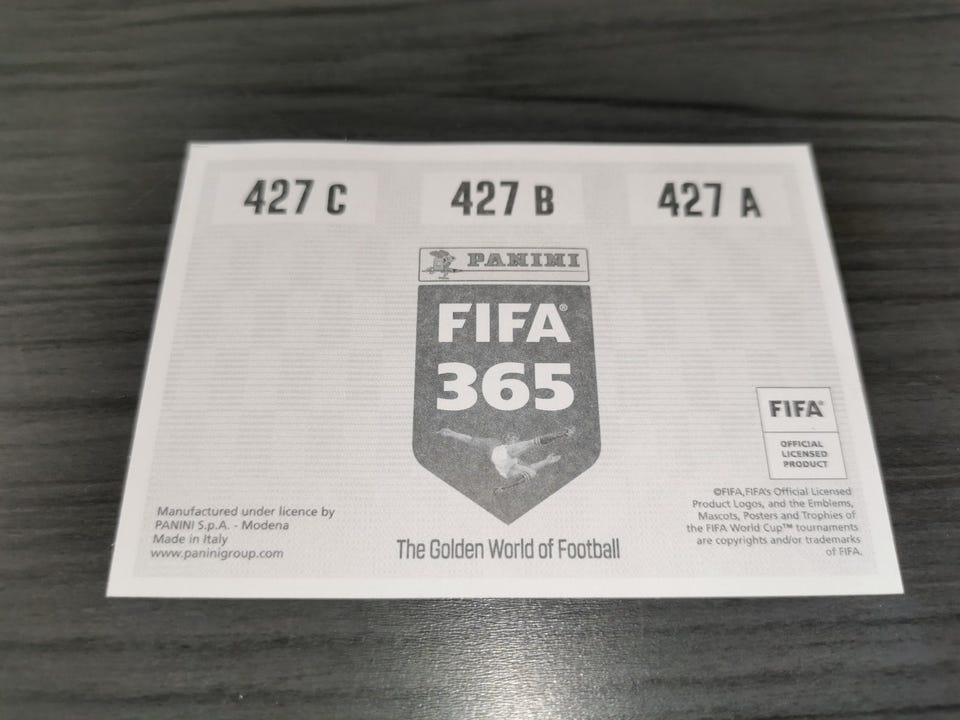 427 C 427 B 427 A
PANINI
FIFA®
365
FIFA®
OFFICIAL
LICENSED
PRODUCT
Manufactured under licence by
PANINI S.p.A. - Modena
Made in Italy
www.paninigroup.com
The Golden World of Football
©FIFA,FIFA's Official Licensed
Product Logos, and the Emblems,
Mascots, Posters and Trophies of
the FIFA World Cup™ tournaments
are copyrights and/or trademarks
of FIFA.